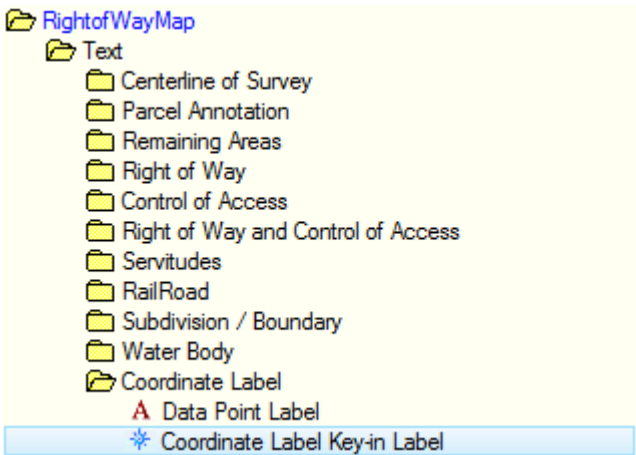 RightofWayMap
Text
Centerline of Survey
Parcel Annotation
Remaining Areas
Right of Way
Control of Access
Right of Way and Control of Access
Servitudes
RailRoad
Subdivision / Boundary
Water Body
Coordinate Label
A Data Point Label
Coordinate Label Key-in Label